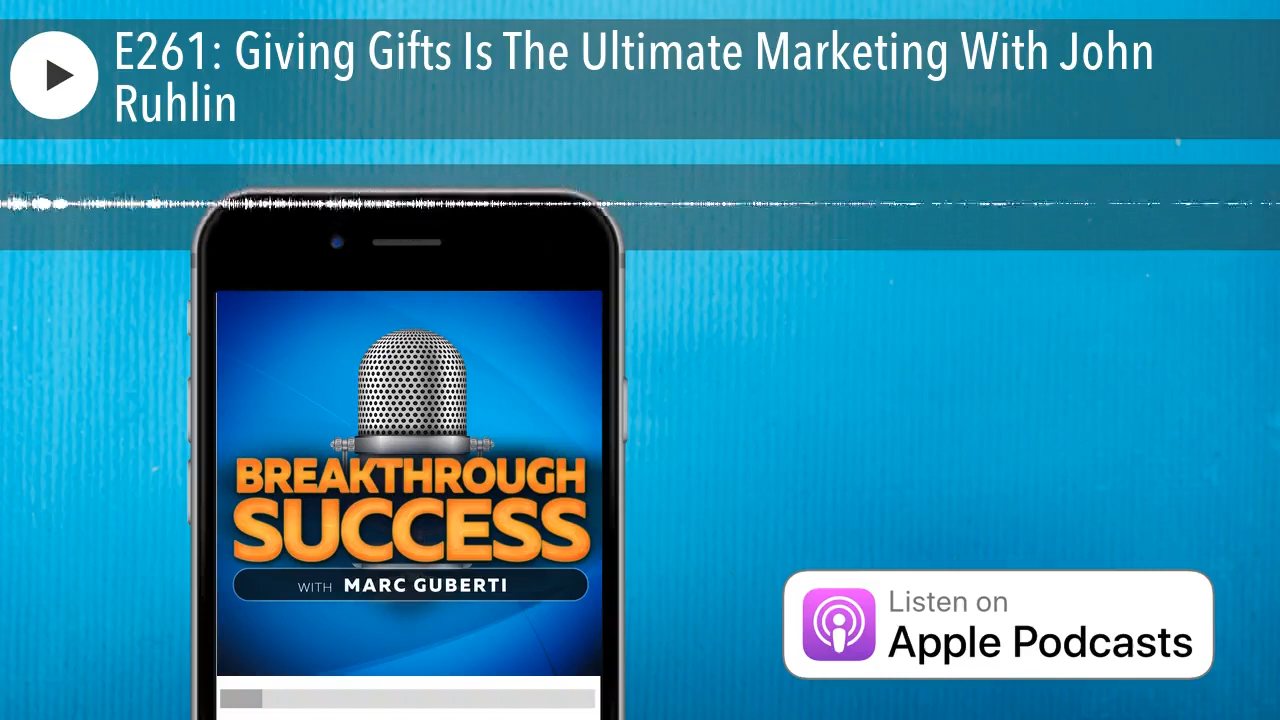 E261: Giving Gifts Is The Ultimate Marketing With John
Ruhlin
BREAKTHROUGH
SUCCESS
WITH MARC GUBERTI
Listen on
Apple Podcasts